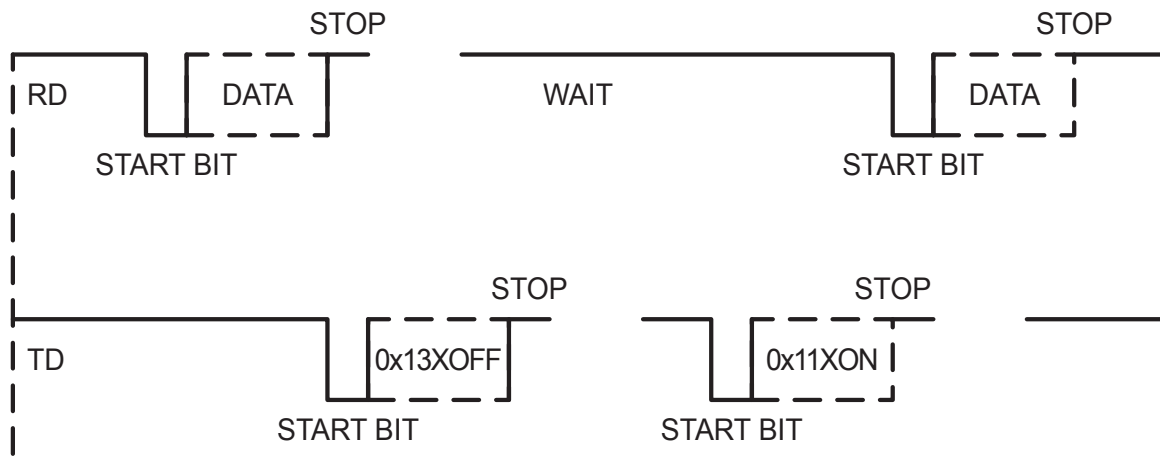 STOP STOP
RD DATA WAIT DATA
START BIT START BIT
STOP STOP
TD 0x13XOFF 0x11XON
START BIT START BIT